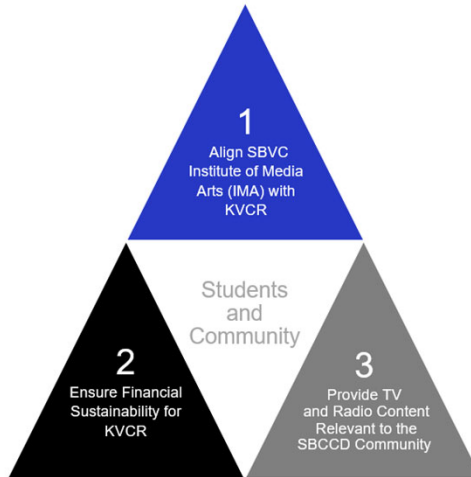 1
Align SBVC
Institute of Media
Arts (IMA) with
KVCR
Students
and
Community
2
Ensure Financial
Sustainability for
KVCR
3
Provide TV
and Radio Content
Relevant to the
SBCCD Community